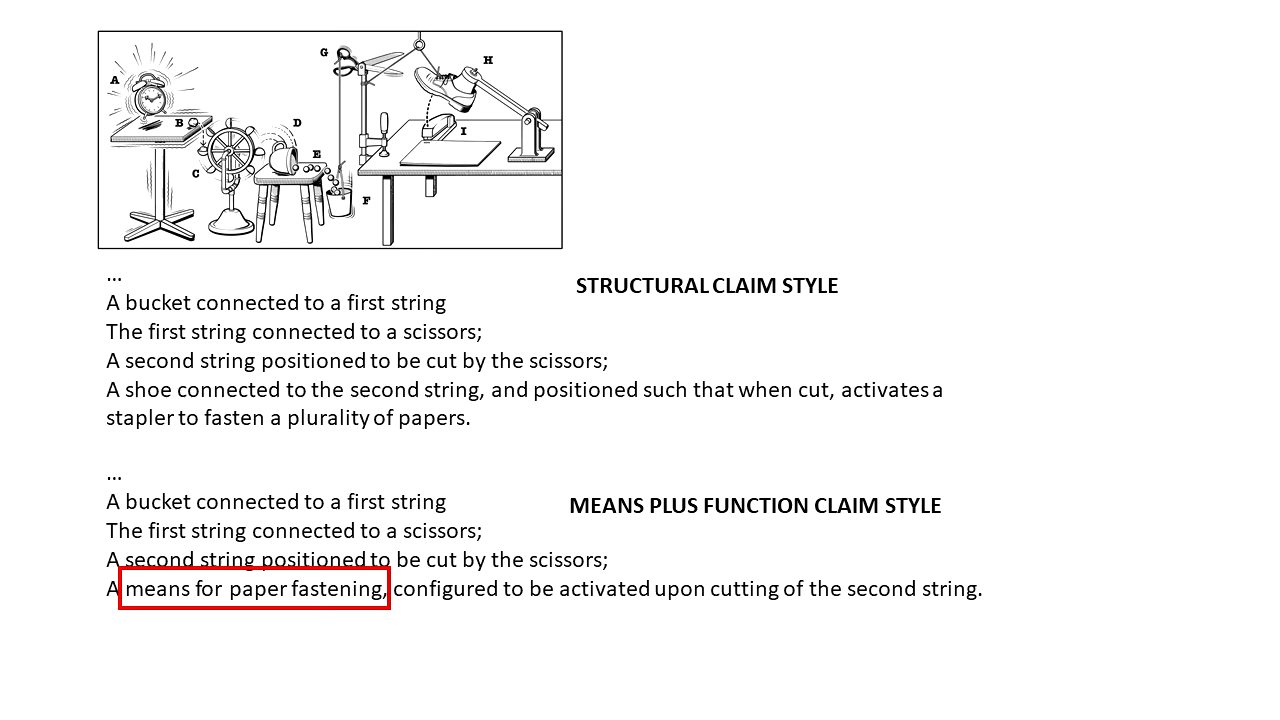 A
B
C
D
E
F
G
H
I
...
A bucket connected to a first string
STRUCTURAL CLAIM STYLE
The first string connected to a scissors;
A second string positioned to be cut by the scissors;
A shoe connected to the second string, and positioned such that when cut, activates a
stapler to fasten a plurality of papers.
...
A bucket connected to a first string
MEANS PLUS FUNCTION CLAIM STYLE
The first string connected to a scissors;
A second string positioned to be cut by the scissors;
A means for paper fastening, configured to be activated upon cutting of the second string.